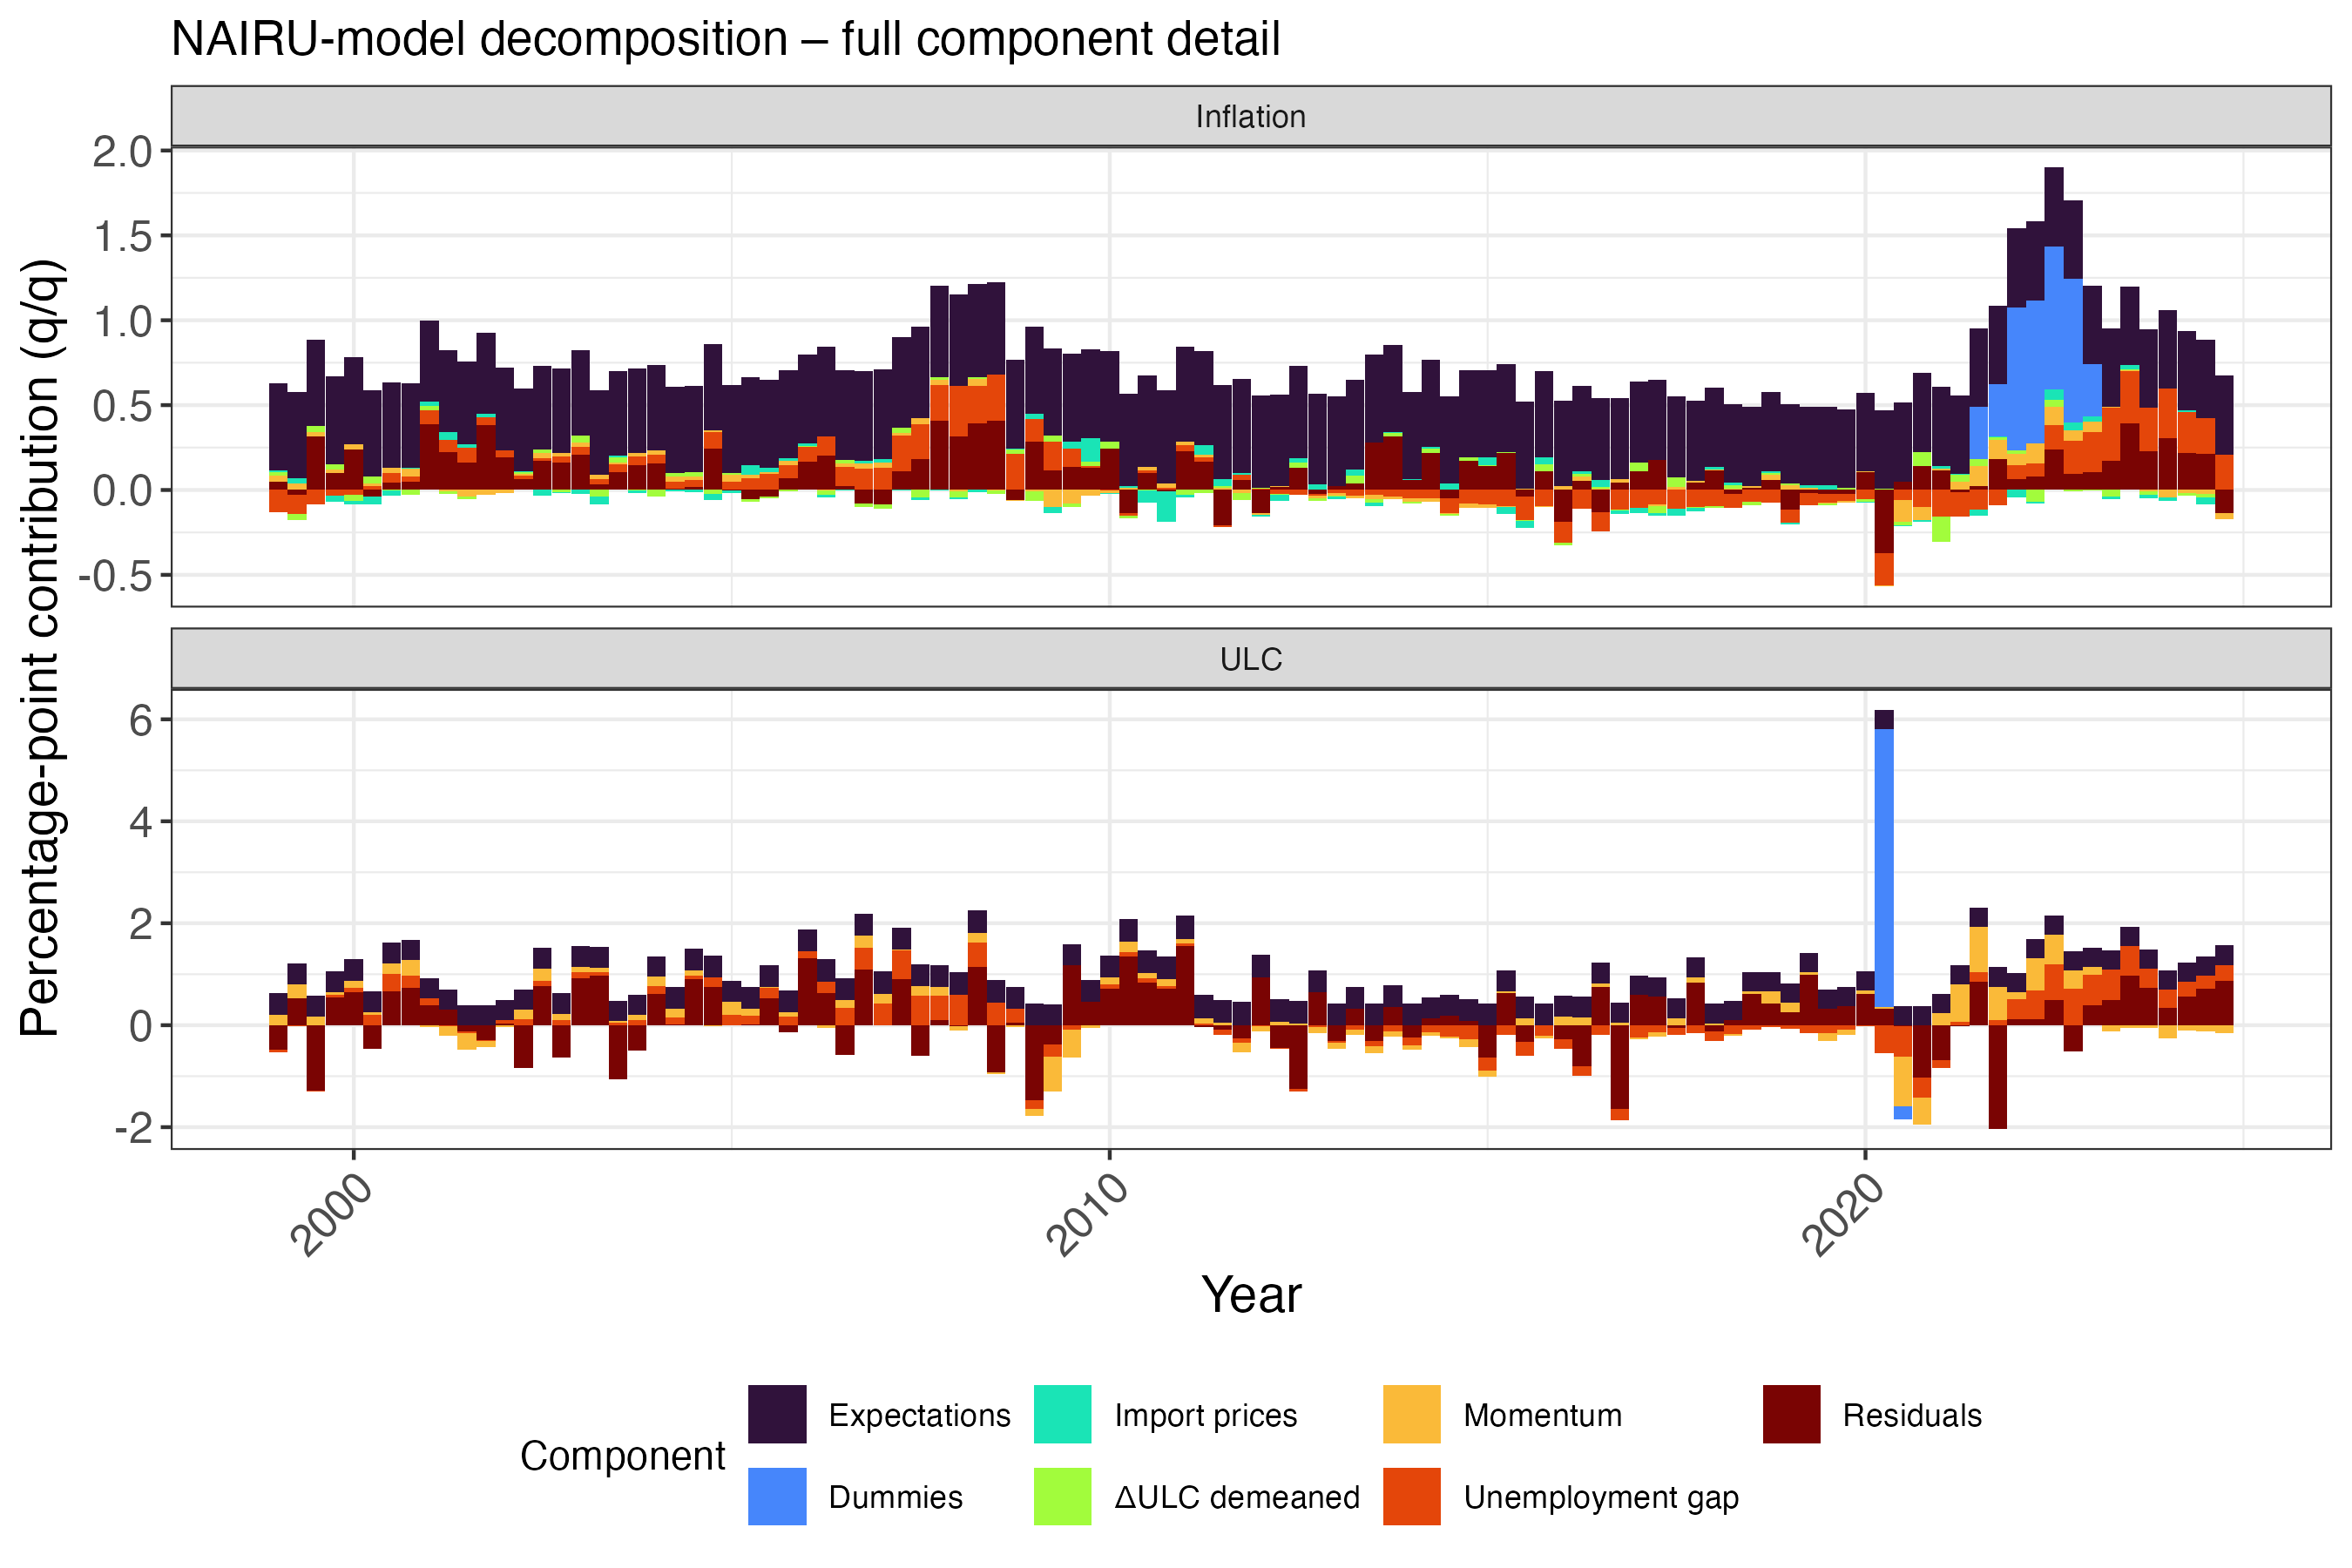 NAIRU-model decomposition – full component detail
Percentage-point contribution (q/q)
Inflation
2.0
1.5
1.0
0.5
0.0
-0.5
ULC
6
4
2
0
-2
2000
2010
2020
Year
Component
Expectations
Import prices
Momentum
Residuals
Dummies
ΔULC demeaned
Unemployment gap